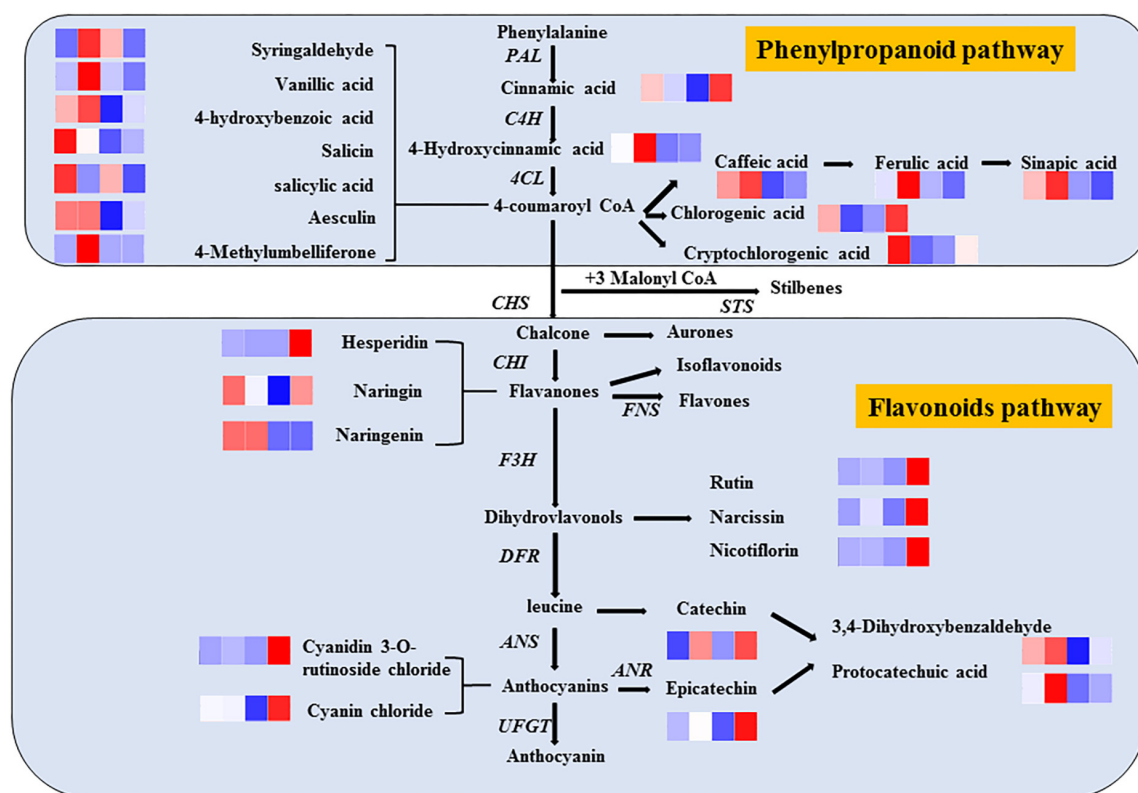 Phenylalanine
Phenylpropanoid pathway
PAL
Syringaldehyde
Vanillic acid
4-hydroxybenzoic acid
Salicin
salicylic acid
Aesculin
4-Methylumbelliferone
Cinnamic acid
C4H
4-Hydroxycinnamic acid
4CL
4-coumaroyl CoA
Caffeic acid
Ferulic acid
Sinapic acid
Chlorogenic acid
Cryptochlorogenic acid
+3 Malonyl CoA
Stilbenes
CHS
STS
Chalcone
Aurones
Hesperidin
Naringin
Naringenin
CHI
Isoflavonoids
Flavanones
FNS
Flavones
Flavonoids pathway
F3H
Rutin
Narcissin
Nicotiflorin
Dihydrovlavonols
DFR
leucine
Catechin
3,4-Dihydroxybenzaldehyde
Protocatechuic acid
ANS
Cyanidin 3-O-
rutinoside chloride
Cyanin chloride
Anthocyanins
ANR
Epicatechin
UFGT
Anthocyanin